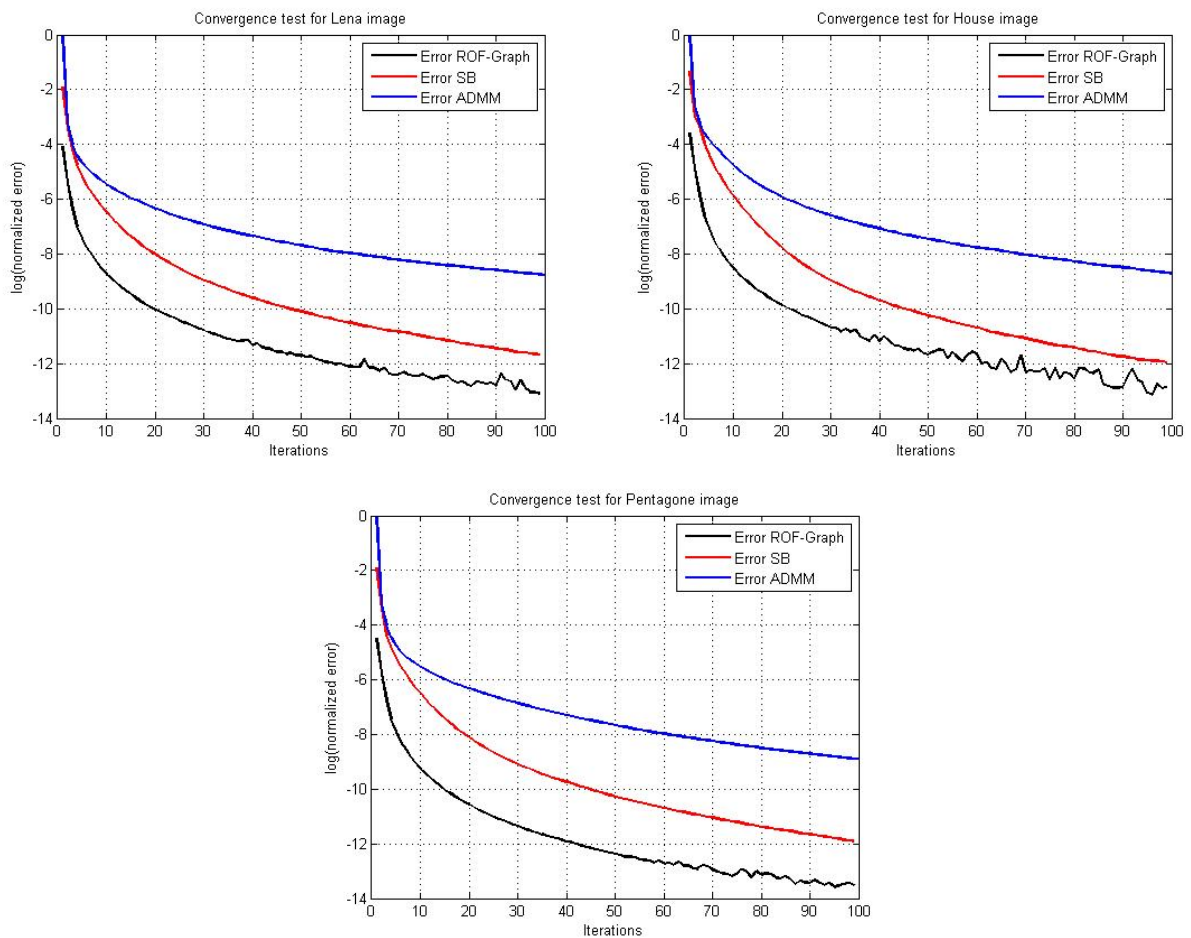 Convergence test for Lena image
0
-2
-4
-6
-8
-10
-12
-14
log(normalized error)
Error ROF-Graph
Error SB
Error ADMM
0 10 20 30 40 50 60 70 80 90 100
Iterations
Convergence test for House image
0
-2
-4
-6
-8
-10
-12
-14
log(normalized error)
Error ROF-Graph
Error SB
Error ADMM
0 10 20 30 40 50 60 70 80 90 100
Iterations
Convergence test for Pentagone image
0
-2
-4
-6
-8
-10
-12
-14
log(normalized error)
Error ROF-Graph
Error SB
Error ADMM
0 10 20 30 40 50 60 70 80 90 100
Iterations